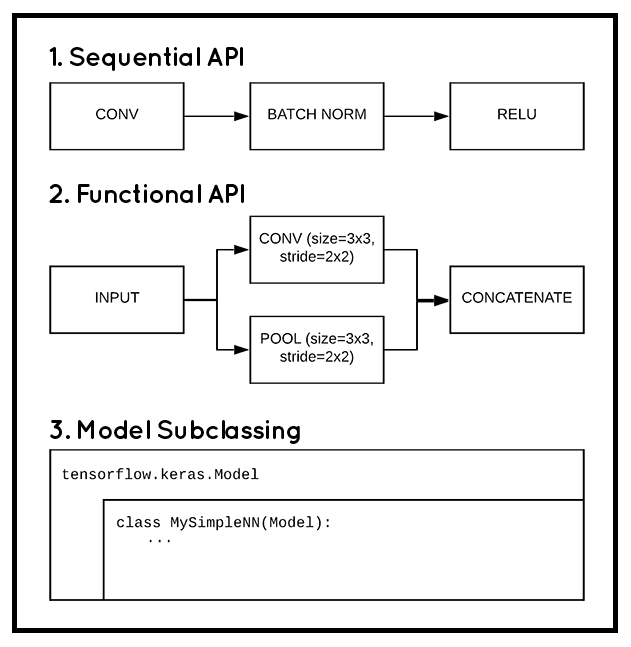 1. Sequential API
CONV
BATCH NORM
RELU
2. Functional API
CONV (size=3x3,
stride=2x2)
INPUT
CONCATENATE
POOL (size=3x3,
stride=2x2)
3. Model Subclassing
tensorflow.keras.Model
class MySimpleNN(Model):
...